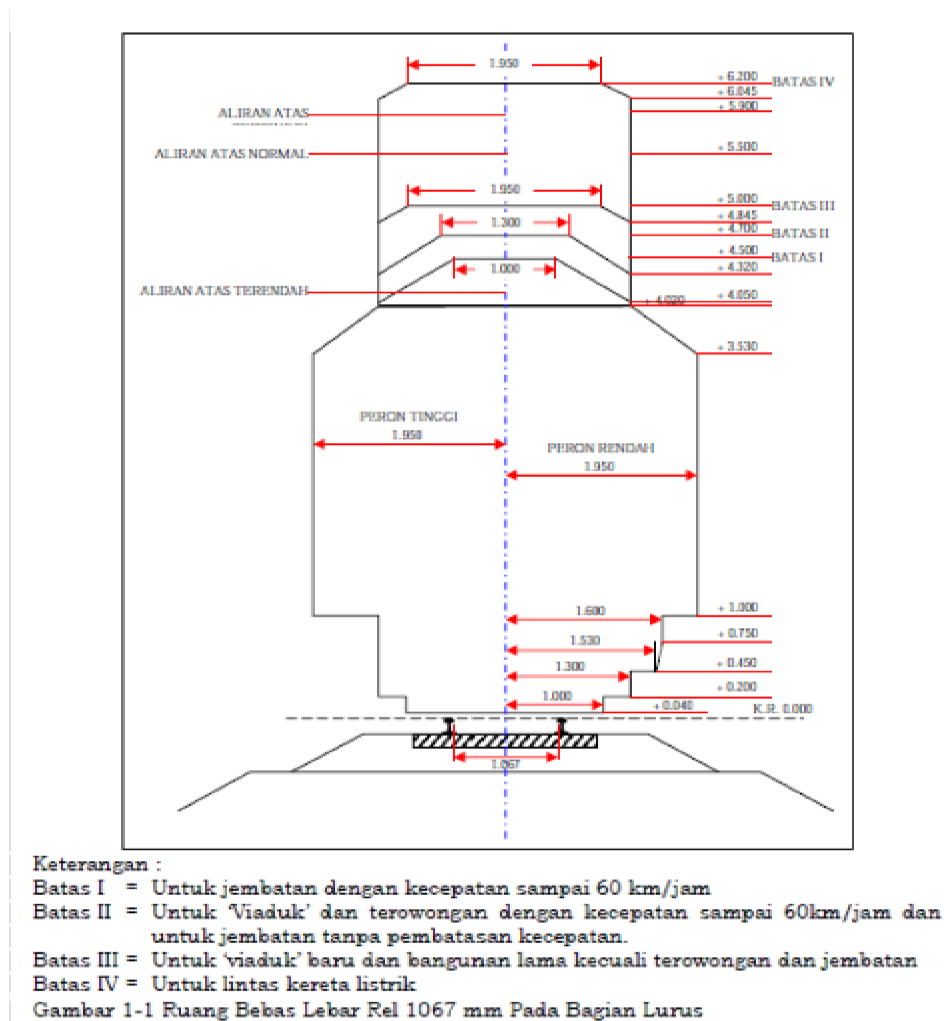 1.950
+ 6.200 BATAS IV
+ 6.045
+ 5.900
ALIRAN ATAS
ALIRAN ATAS NORMAL
+ 5.500
1.950
+ 5.000 BATAS III
+ 4.845
1.300
+ 4.700 BATAS II
+ 4.500 BATAS I
1.000
+ 4.320
ALIRAN ATAS TERENDAH
+ 4.050
+ 4.020
+ 3.530
PERON TINGGI
1.950
PERON RENDAH
1.950
1.600
+ 1.000
1.530
+ 0.750
1.300
+ 0.450
1.000
+ 0.200
+ 0.040
K.R. 0.000
1.067
Keterangan :
Batas I = Untuk jembatan dengan kecepatan sampai 60 km/jam
Batas II = Untuk ‘Viaduk’ dan terowongan dengan kecepatan sampai 60km/jam dan
untuk jembatan tanpa pembatasan kecepatan.
Batas III = Untuk ‘viaduk’ baru dan bangunan lama kecuali terowongan dan jembatan
Batas IV = Untuk lintas kereta listrik
Gambar 1-1 Ruang Bebas Lebar Rel 1067 mm Pada Bagian Lurus